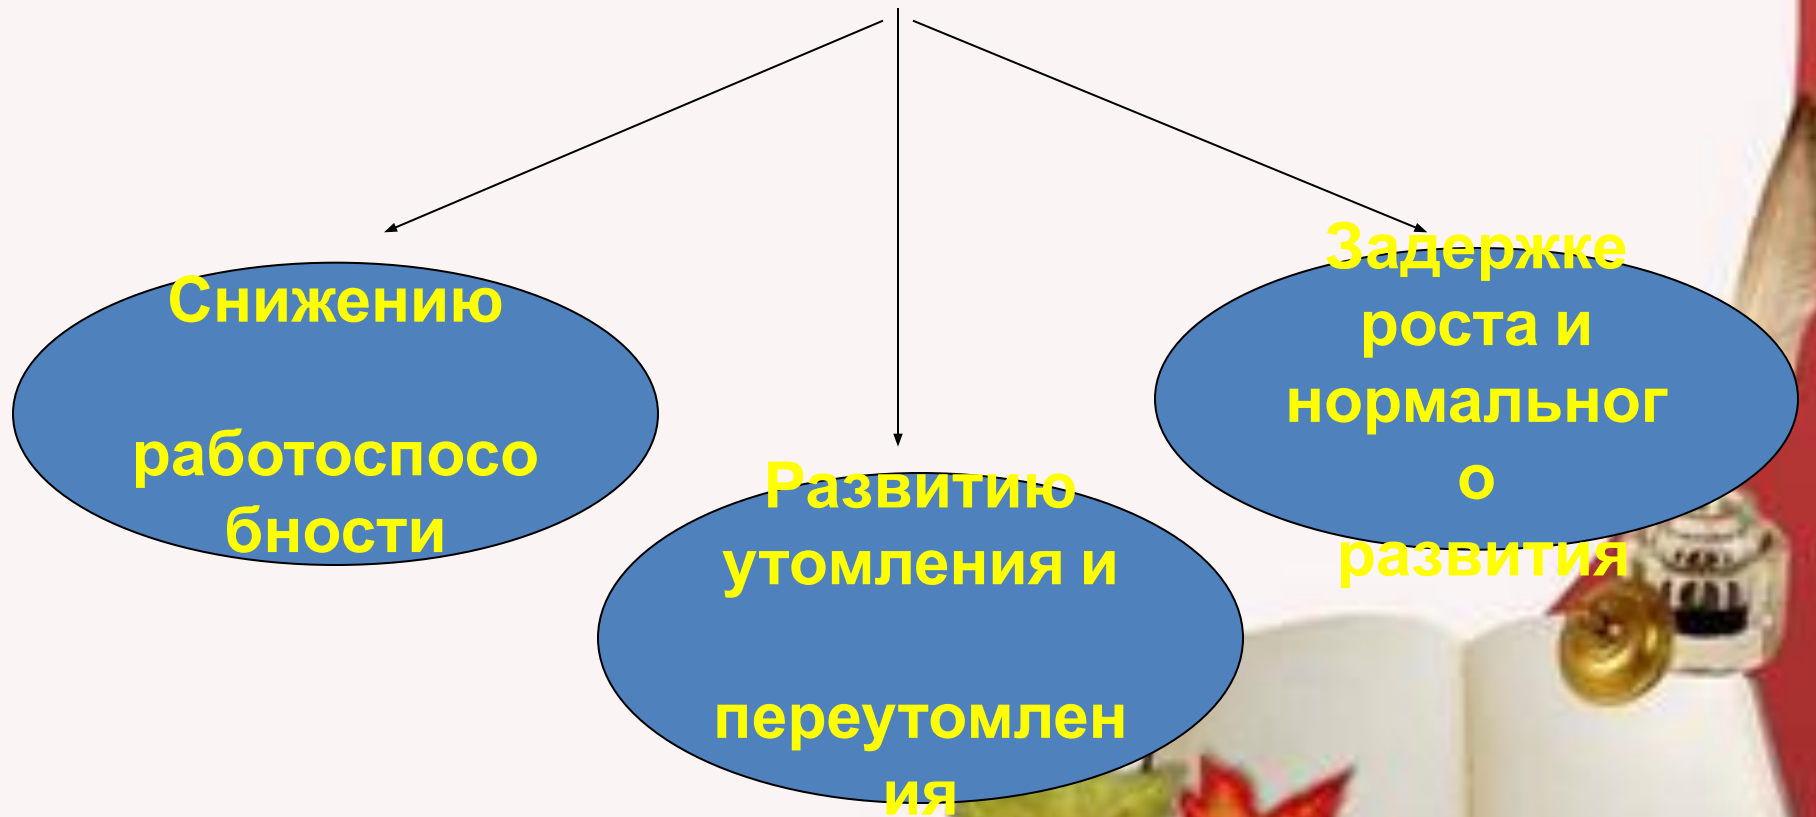 Снижению
работоспосо
бности
Развитию
утомления и
переутомлен
ия
Задержке
роста и
нормальног
о
развития